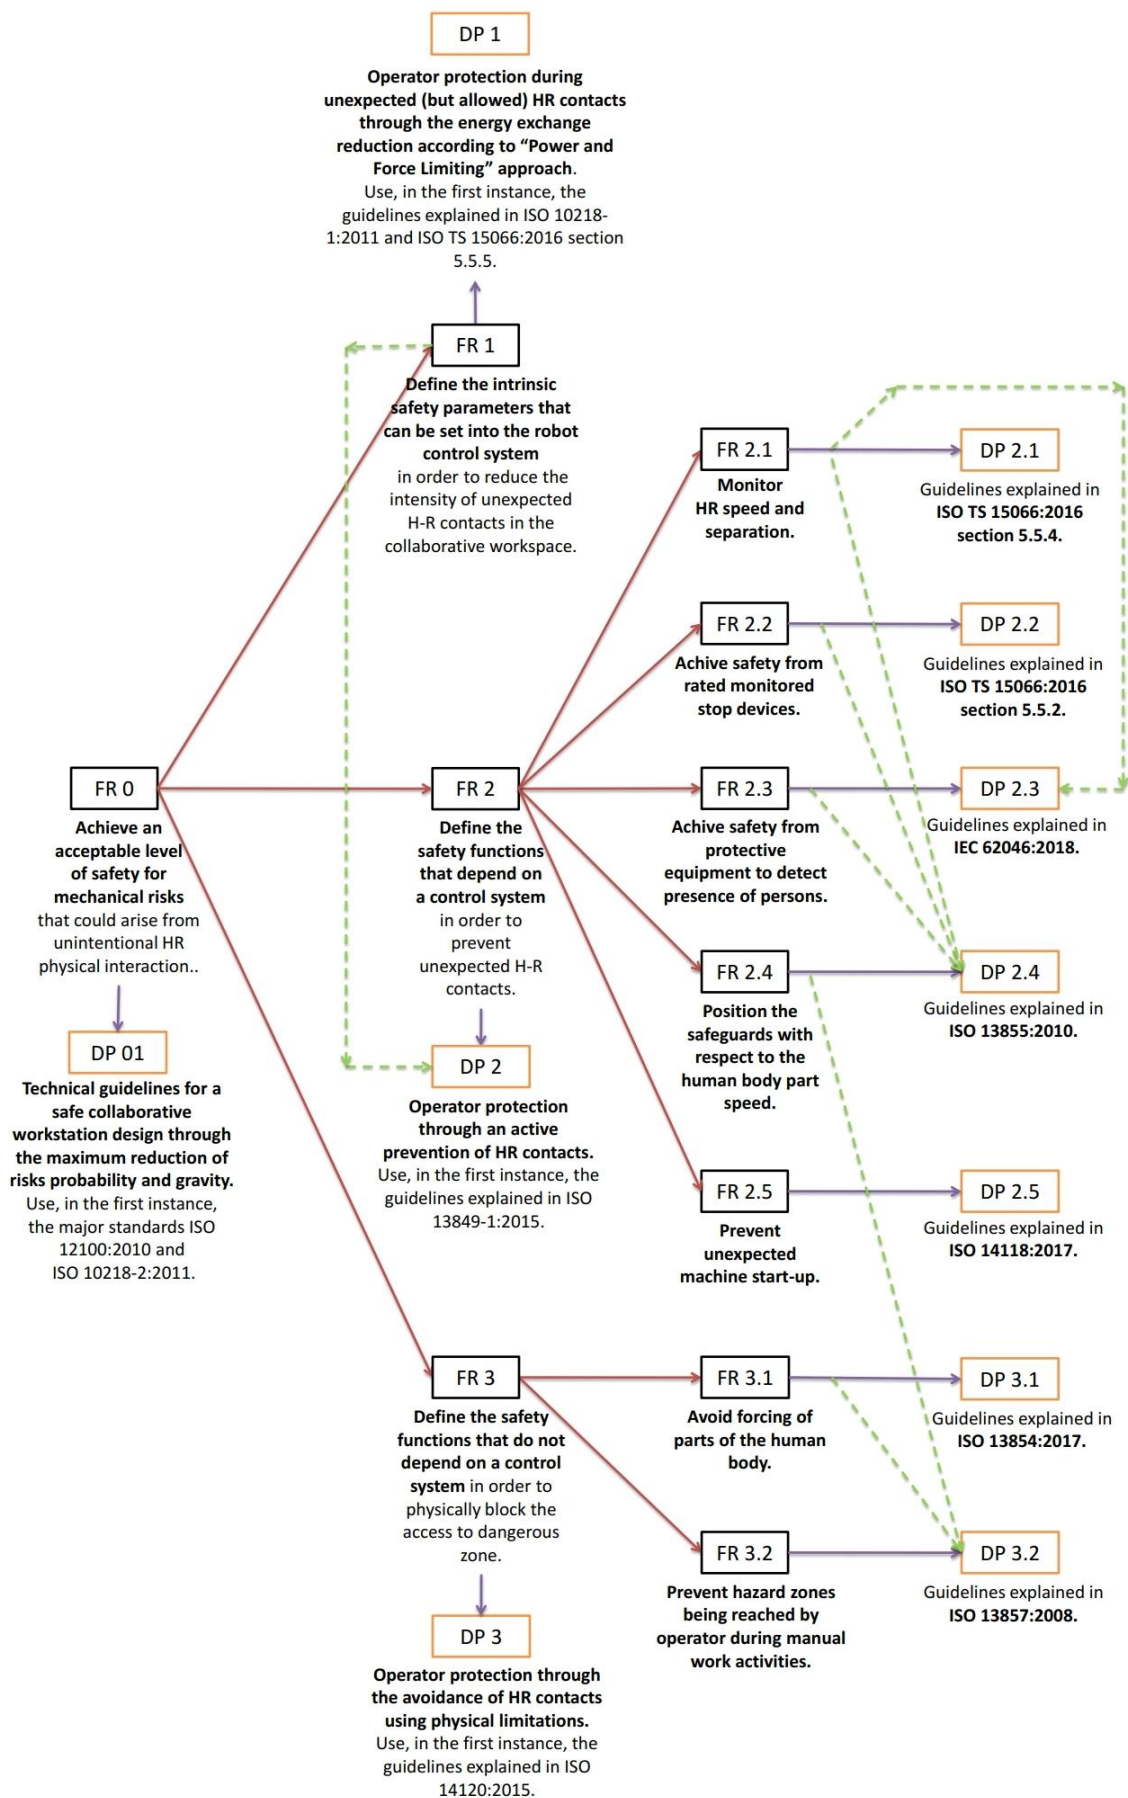 DP 1
Operator protection during
unexpected (but allowed) HR contacts
through the energy exchange
reduction according to “Power and
Force Limiting” approach.
Use, in the first instance, the
guidelines explained in ISO 10218-
1:2011 and ISO TS 15066:2016 section
5.5.5.
FR 1
Define the intrinsic
safety parameters that
can be set into the robot
control system
in order to reduce the
intensity of unexpected
H-R contacts in the
collaborative workspace.
FR 2.1
Monitor
HR speed and
separation.
DP 2.1
Guidelines explained in
ISO TS 15066:2016
section 5.5.4.
FR 2.2
Achive safety from
rated monitored
stop devices.
DP 2.2
Guidelines explained in
ISO TS 15066:2016
section 5.5.2.
FR 0
Achieve an
acceptable level
of safety for
mechanical risks
that could arise from
unintentional HR
physical interaction..
DP 01
Technical guidelines for a
safe collaborative
workstation design through
the maximum reduction of
risks probability and gravity.
Use, in the first instance,
the major standards ISO
12100:2010 and
ISO 10218-2:2011.
FR 2
Define the
safety functions
that depend on
a control system
in order to
prevent
unexpected H-R
contacts.
DP 2
Operator protection
through an active
prevention of HR contacts.
Use, in the first instance, the
guidelines explained in ISO
13849-1:2015.
FR 2.3
Achive safety from
protective
equipment to detect
presence of persons.
DP 2.3
Guidelines explained in
IEC 62046:2018.
FR 2.4
Position the
safeguards with
respect to the
human body part
speed.
DP 2.4
Guidelines explained in
ISO 13855:2010.
FR 2.5
Prevent
unexpected
machine start-up.
DP 2.5
Guidelines explained in
ISO 14118:2017.
FR 3
Define the safety
functions that do not
depend on a control
system in order to
physically block the
access to dangerous
zone.
DP 3
Operator protection through
the avoidance of HR contacts
using physical limitations.
Use, in the first instance, the
guidelines explained in ISO
14120:2015.
FR 3.1
Avoid forcing of
parts of the human
body.
DP 3.1
Guidelines explained in
ISO 13854:2017.
FR 3.2
Prevent hazard zones
being reached by
operator during manual
work activities.
DP 3.2
Guidelines explained in
ISO 13857:2008.